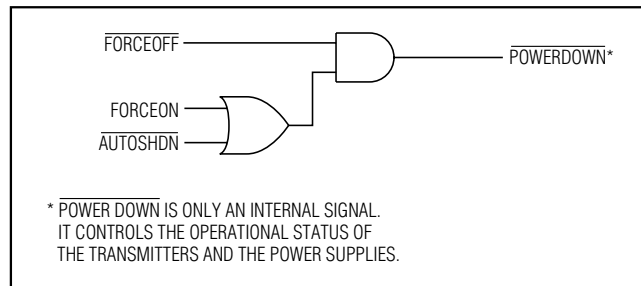 FORCEOFF
POWERDOWN*
FORCEON
AUTOSHDN
* POWER DOWN IS ONLY AN INTERNAL SIGNAL.
IT CONTROLS THE OPERATIONAL STATUS OF
THE TRANSMITTERS AND THE POWER SUPPLIES.